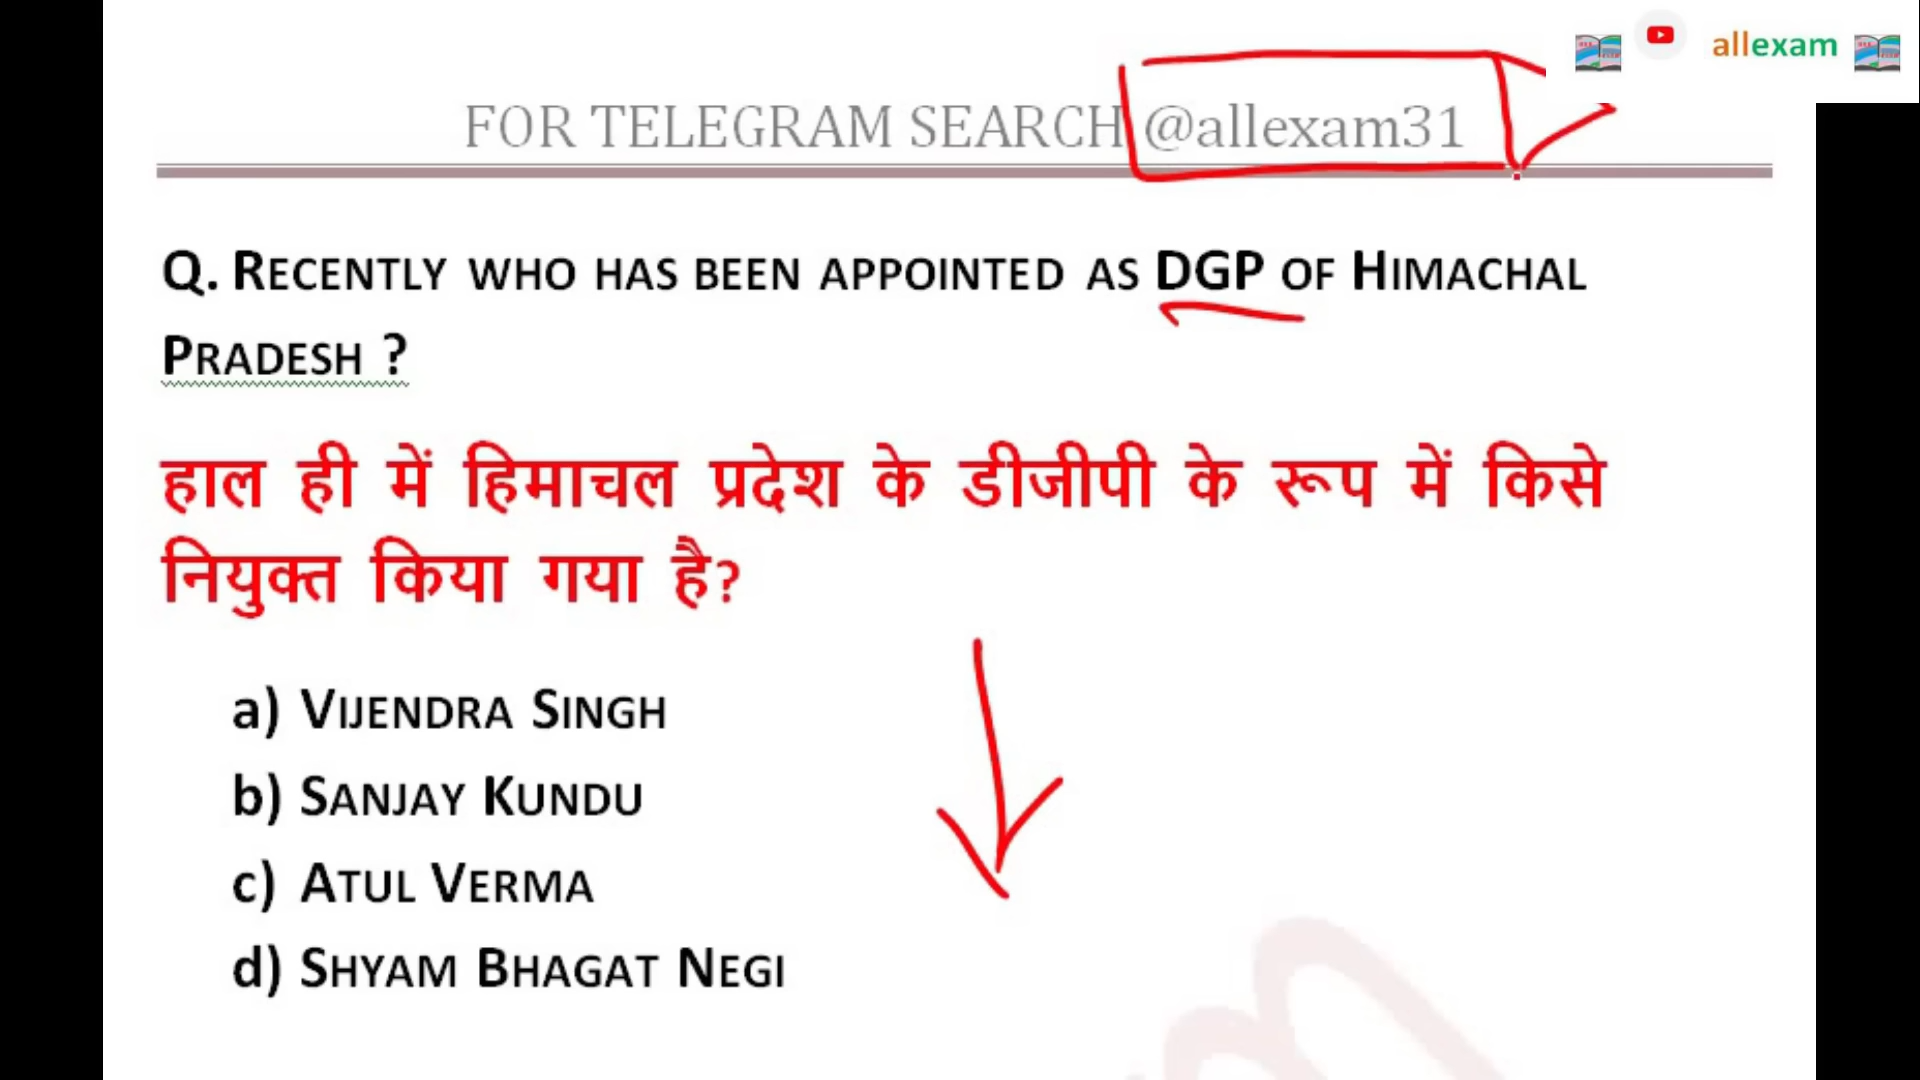 allexam
FOR TELEGRAM SEARCH @allexam31
Q. RECENTLY WHO HAS BEEN APPOINTED AS DGP OF HIMACHAL
PRADESH ?
हाल ही में हिमाचल प्रदेश के डीजीपी के रूप में किसे
नियुक्त किया गया है?
a) VIJENDRA SINGH
b) SANJAY KUNDU
c) ATUL VERMA
d) SHYAM BHAGAT NEGI